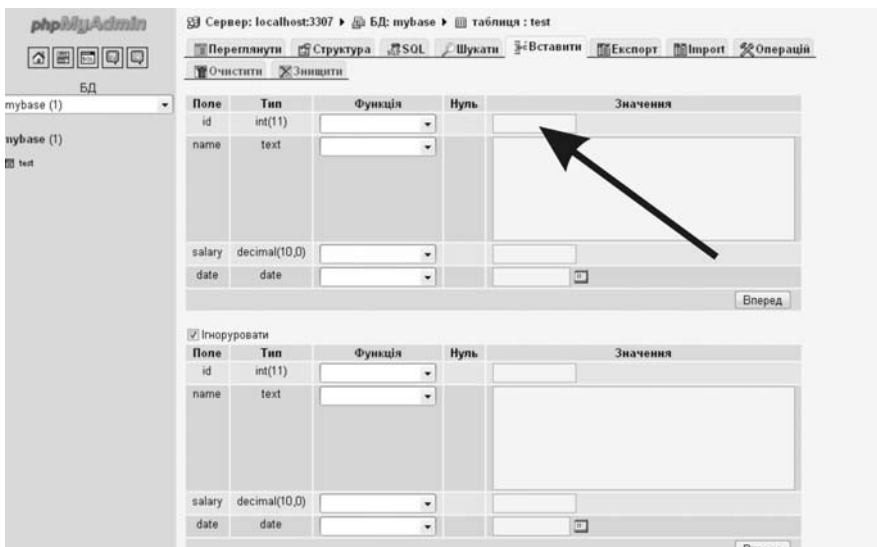 phpMyAdmin
БД
mybase (1)
mybase (1)
test
Сервер: localhost:3307 ▸ БД: mybase ▸ таблиця : test
Переглянути Структура SQL Шукати Вставити Експорт Import Операцій
Очистити Знищити
Поле Тип Функція Нуль Значення
id int(11)
name text
salary decimal(10,0)
date date
Вперед
Ігноруровати
Поле Тип Функція Нуль Значення
id int(11)
name text
salary decimal(10,0)
date date